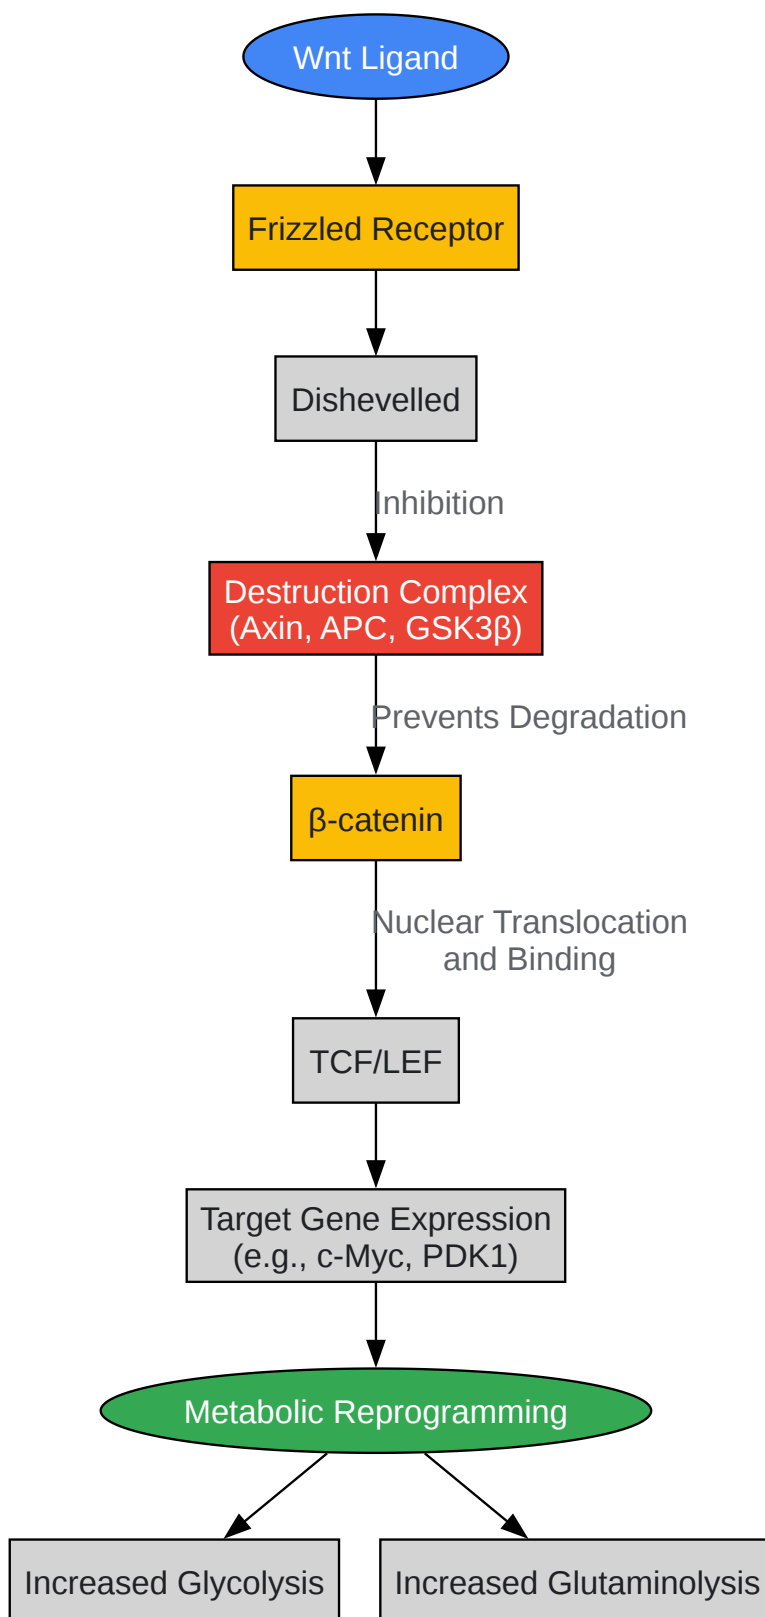 Wnt Ligand
Frizzled Receptor
Dishevelled
Inhibition
Destruction Complex
(Axin, APC, GSK3β)
Prevents Degradation
β-catenin
Nuclear Translocation
and Binding
TCF/LEF
Target Gene Expression
(e.g., c-Myc, PDK1)
Metabolic Reprogramming
Increased Glycolysis
Increased Glutaminolysis